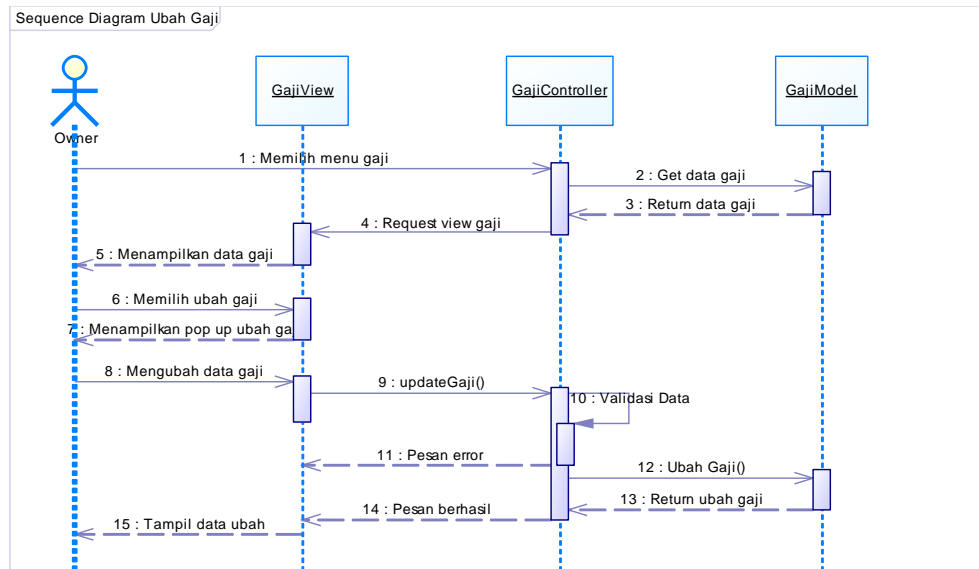 Sequence Diagram Ubah Gaji
Owner
GajiView
GajiController
GajiModel
1 : Memilih menu gaji
2 : Get data gaji
3 : Return data gaji
4 : Request view gaji
5 : Menampilkan data gaji
6 : Memilih ubah gaji
7 : Menampilkan pop up ubah ga
8 : Mengubah data gaji
9 : updateGaji()
10 : Validasi Data
11 : Pesan error
12 : Ubah Gaji()
13 : Return ubah gaji
14 : Pesan berhasil
15 : Tampil data ubah